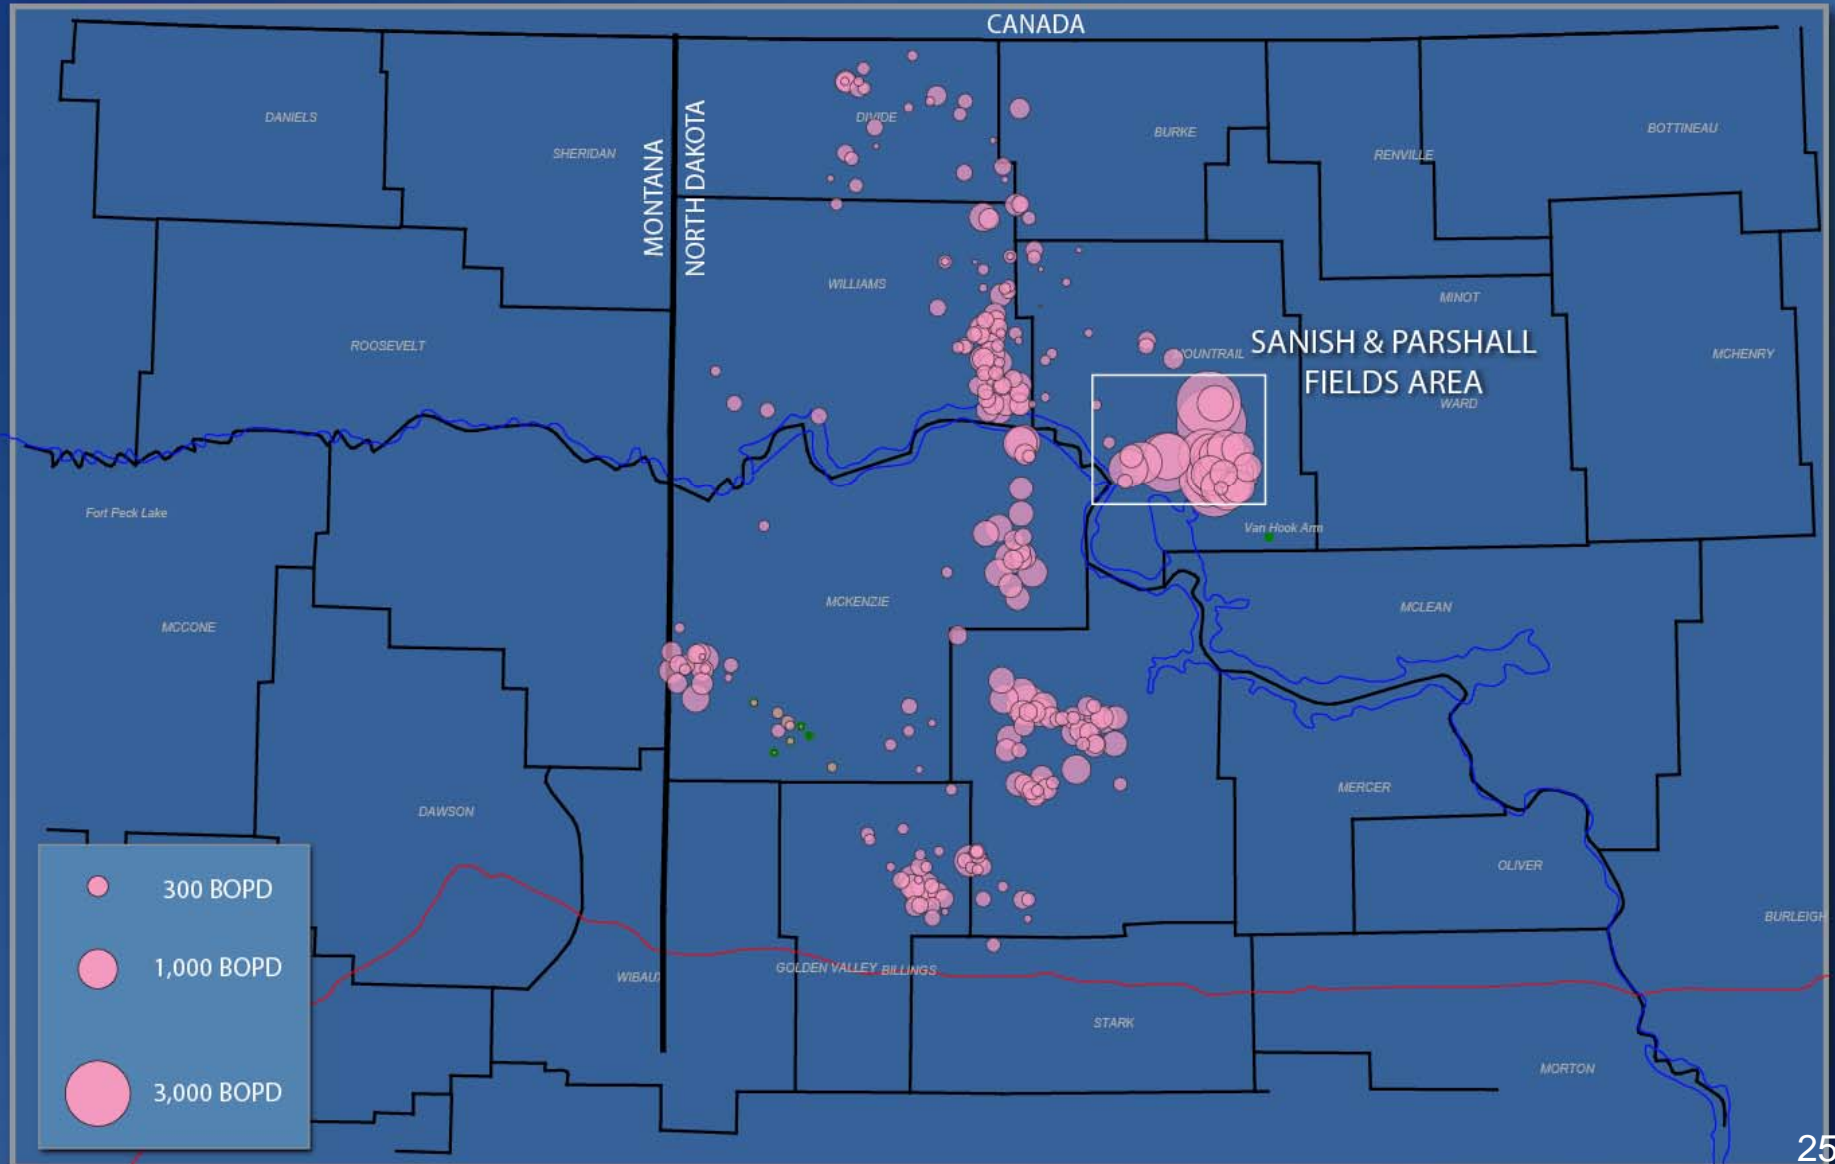 CANADA
DANIELS
SHERIDAN
MONTANA
NORTH DAKOTA
DIVIDE
BURKE
RENVILLE
BOTTINEAU
ROOSEVELT
WILLIAMS
MINOT
MOUNTRAIL
SANISH & PARSHALL
FIELDS AREA
WARD
MCHENRY
Fort Peck Lake
Van Hook Arm
MCCONE
MCKENZIE
MCLEAN
DAWSON
MERCER
OLIVER
BURLEIGH
WIBAUX
GOLDEN VALLEY
BILLINGS
STARK
MORTON
300 BOPD
1,000 BOPD
3,000 BOPD
25